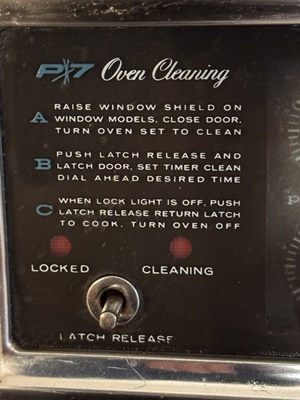 P*7 Oven Cleaning
A RAISE WINDOW SHIELD ON
WINDOW MODELS, CLOSE DOOR,
TURN OVEN SET TO CLEAN
B PUSH LATCH RELEASE AND
LATCH DOOR, SET TIMER CLEAN
DIAL AHEAD DESIRED TIME
C WHEN LOCK LIGHT IS OFF, PUSH
LATCH RELEASE RETURN LATCH
TO COOK, TURN OVEN OFF
LOCKED CLEANING
LATCH RELEASE
P